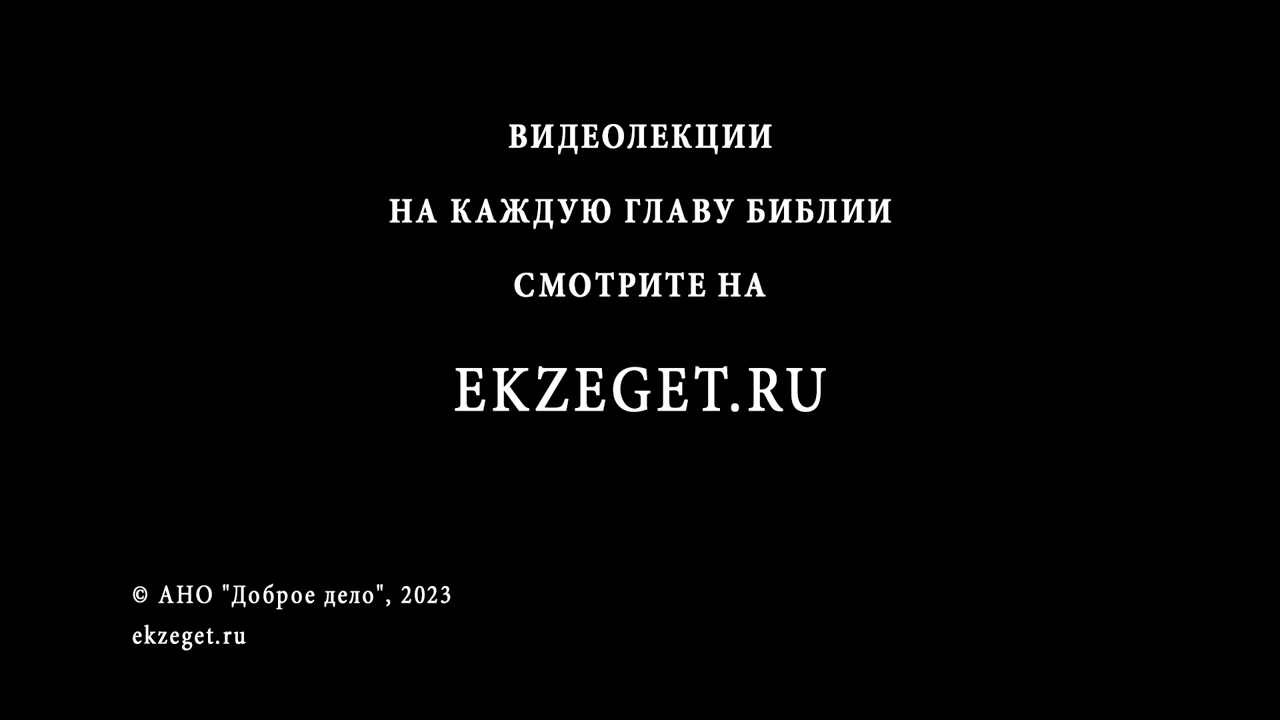 ВИДЕОЛЕКЦИИ
НА КАЖДУЮ ГЛАВУ БИБЛИИ
СМОТРИТЕ НА
EKZEGET.RU
© АНО "Доброе дело", 2023
ekzeget.ru